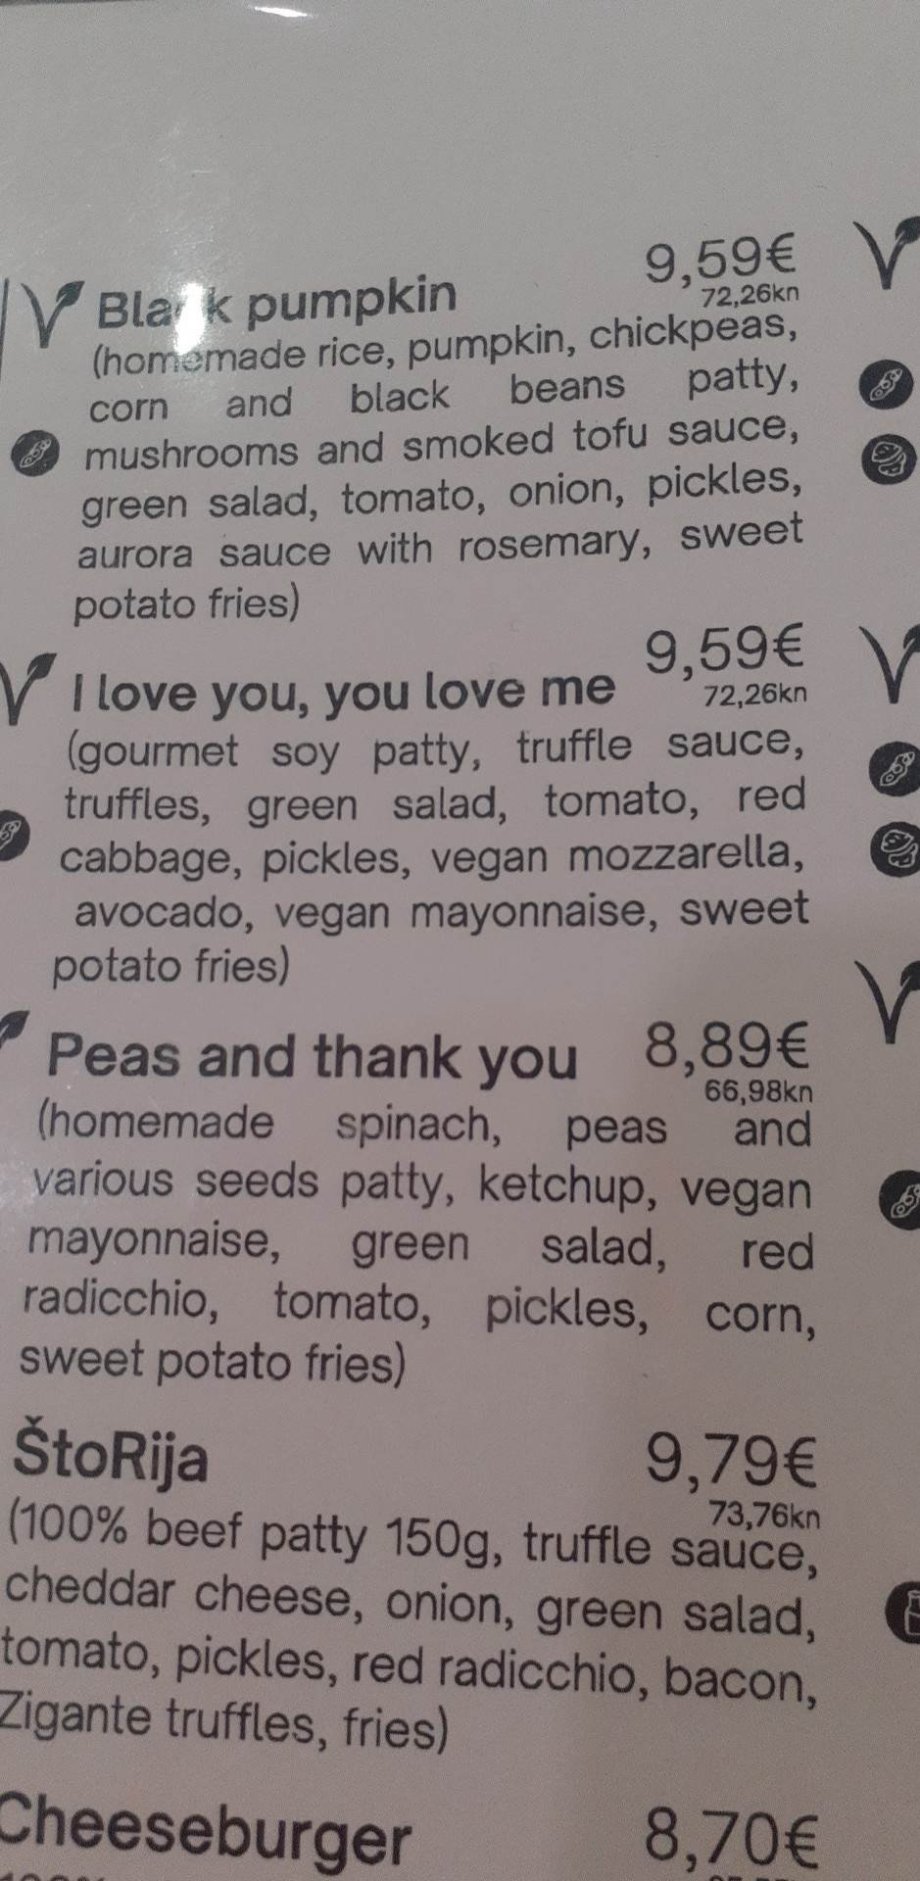 9,59€
Black pumpkin
72,26kn
(homemade rice, pumpkin, chickpeas,
corn and black beans patty,
mushrooms and smoked tofu sauce,
green salad, tomato, onion, pickles,
aurora sauce with rosemary, sweet
potato fries)
9,59€
I love you, you love me
72,26kn
(gourmet soy patty, truffle sauce,
truffles, green salad, tomato, red
cabbage, pickles, vegan mozzarella,
avocado, vegan mayonnaise, sweet
potato fries)
Peas and thank you 8,89€
66,98kn
(homemade spinach, peas and
various seeds patty, ketchup, vegan
mayonnaise, green salad, red
radicchio, tomato, pickles, corn,
sweet potato fries)
ŠtoRija 9,79€
73,76kn
(100% beef patty 150g, truffle sauce,
cheddar cheese, onion, green salad,
tomato, pickles, red radicchio, bacon,
Zigante truffles, fries)
Cheeseburger 8,70€